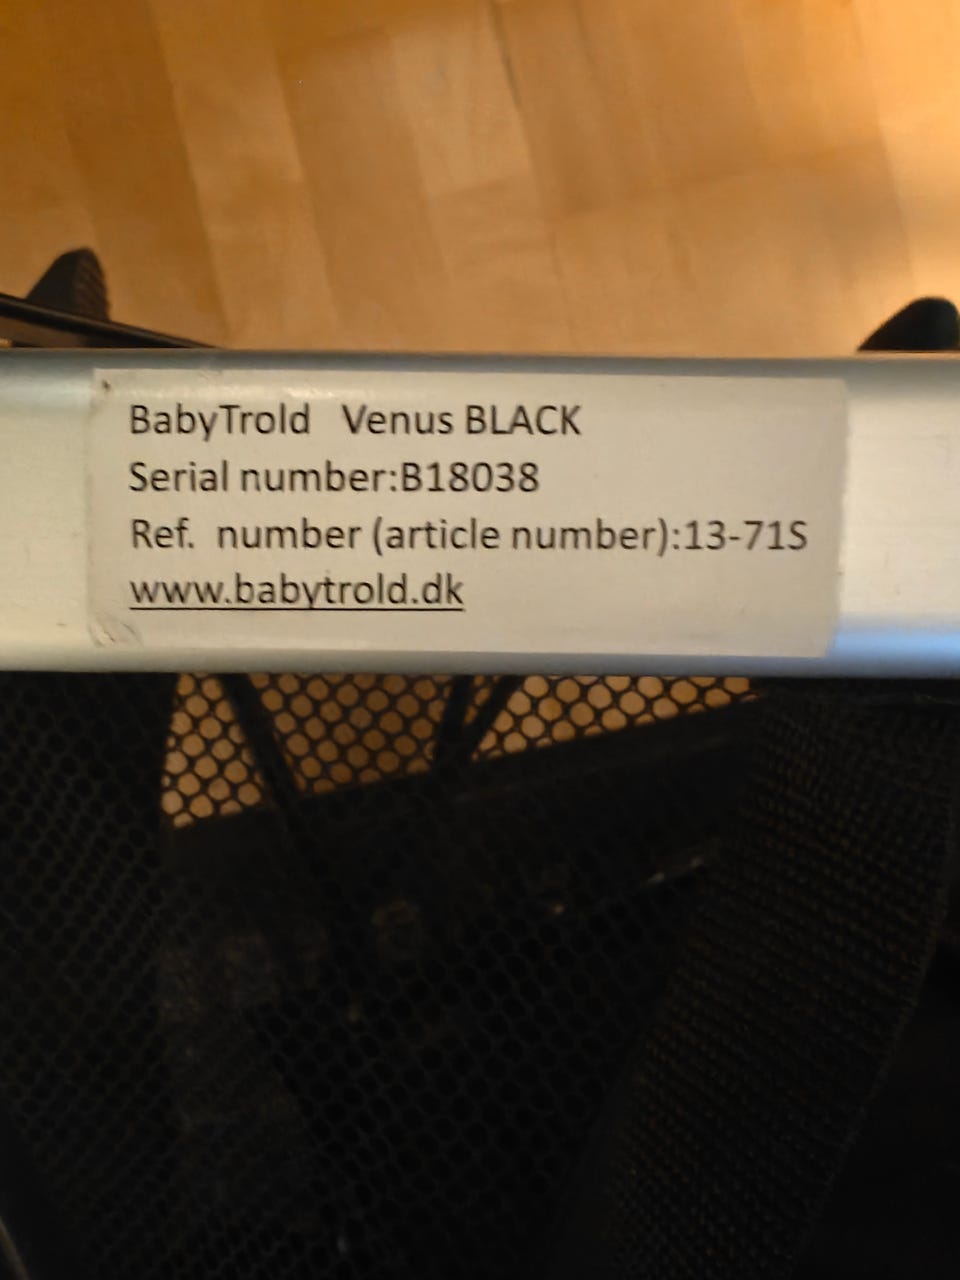 BabyTrold Venus BLACK
Serial number:B18038
Ref. number (article number):13-71S
www.babytrold.dk